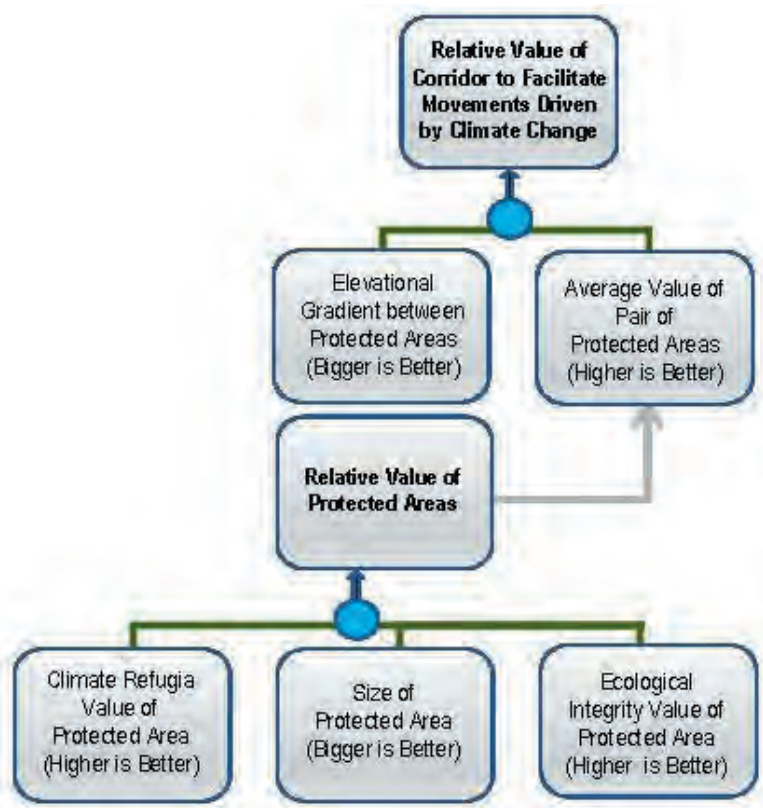 Relative Value of
Corridor to Facilitate
Movements Driven
by Climate Change
Elevational
Gradient between
Protected Areas
(Bigger is Better)
Average Value of
Pair of
Protected Areas
(Higher is Better)
Relative Value of
Protected Areas
Climate Refugia
Value of
Protected Area
(Higher is Better)
Size of
Protected Area
(Bigger is Better)
Ecological
Integrity Value of
Protected Area
(Higher is Better)